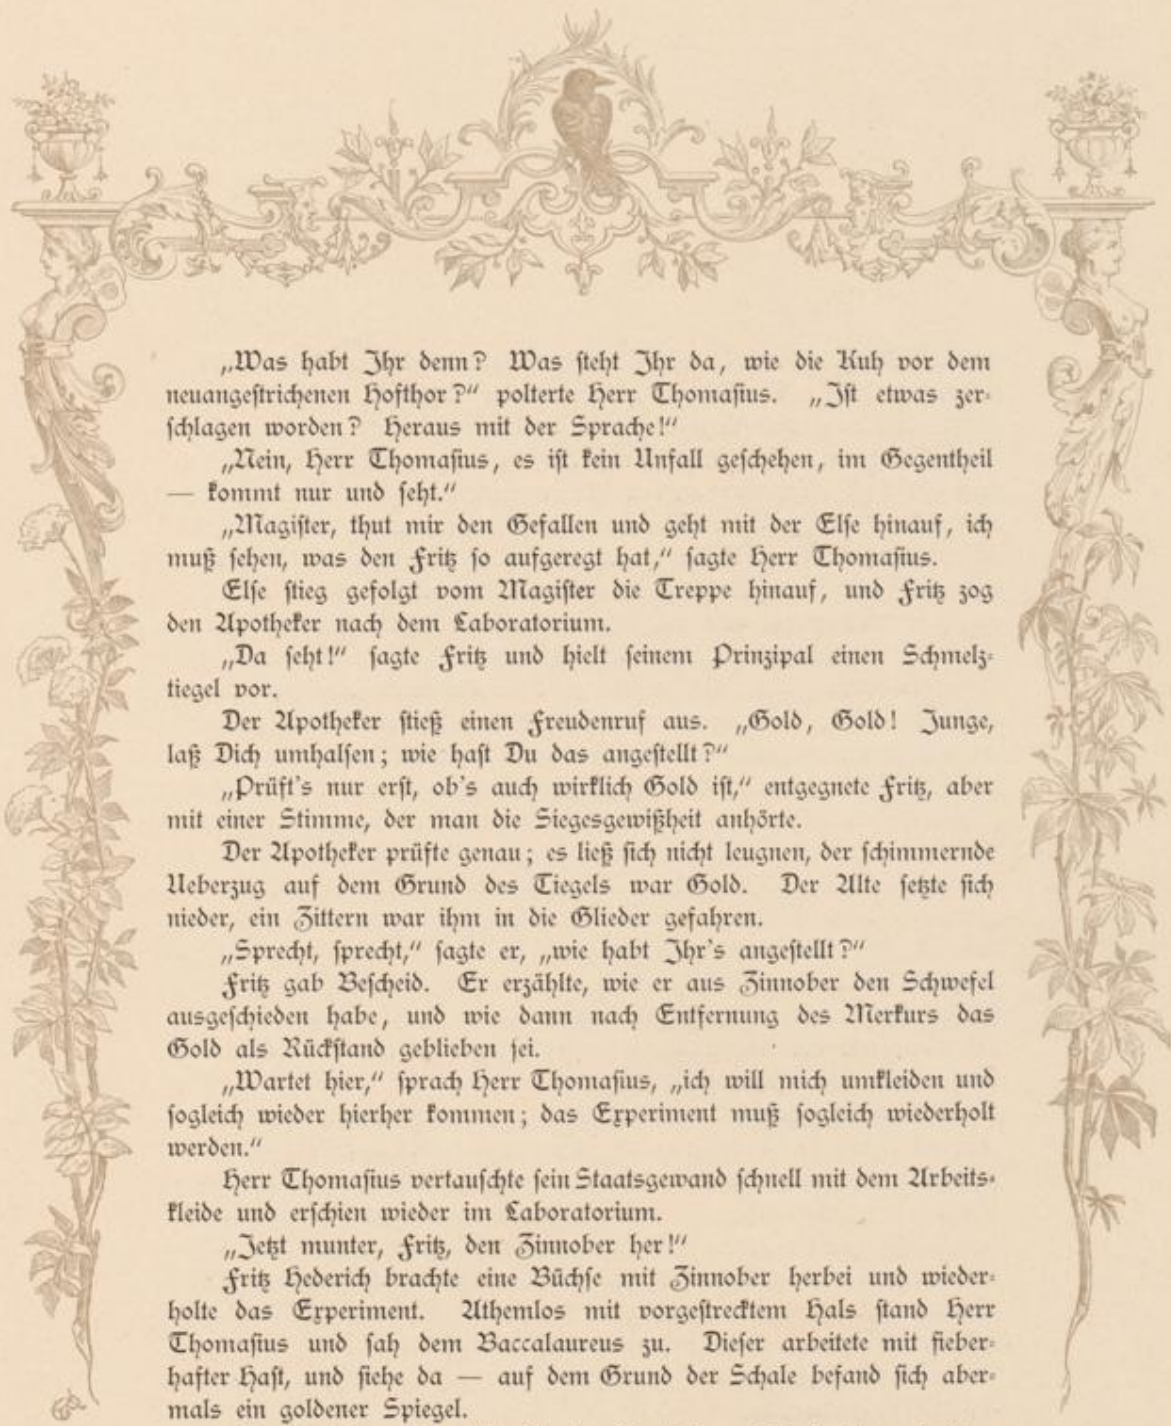 „Was habt Ihr denn? Was steht Ihr da, wie die Kuh vor dem
neuangestrichenen Hofthor?“ polterte Herr Thomasius. „Ist etwas zer-
schlagen worden? Heraus mit der Sprache!“
„Nein, Herr Thomasius, es ist kein Unfall geschehen, im Gegentheil
— kommt nur und seht.“
„Magister, thut mir den Gefallen und geht mit der Else hinauf, ich
muß sehen, was den Fritz so aufgeregt hat,“ sagte Herr Thomasius.
Else stieg gefolgt vom Magister die Treppe hinauf, und Fritz zog
den Apotheker nach dem Laboratorium.
„Da seht!“ sagte Fritz und hielt seinem Prinzipal einen Schmelz-
tiegel vor.
Der Apotheker stieß einen Freudenruf aus. „Gold, Gold! Junge,
laß Dich umhalsen; wie hast Du das angestellt?“
„Prüft's nur erst, ob's auch wirklich Gold ist,“ entgegnete Fritz, aber
mit einer Stimme, der man die Siegesgewißheit anhörte.
Der Apotheker prüfte genau; es ließ sich nicht leugnen, der schimmernde
Ueberzug auf dem Grund des Tiegels war Gold. Der Alte setzte sich
nieder, ein Zittern war ihm in die Glieder gefahren.
„Sprecht, sprecht,“ sagte er, „wie habt Ihr's angestellt?“
Fritz gab Bescheid. Er erzählte, wie er aus Zinnober den Schwefel
ausgeschieden habe, und wie dann nach Entfernung des Merkurs das
Gold als Rückstand geblieben sei.
„Wartet hier,“ sprach Herr Thomasius, „ich will mich umkleiden und
sogleich wieder hierher kommen; das Experiment muß sogleich wiederholt
werden.“
Herr Thomasius vertauschte sein Staatsgewand schnell mit dem Arbeits-
kleide und erschien wieder im Laboratorium.
„Jetzt munter, Fritz, den Zinnober her!“
Fritz Hederich brachte eine Büchse mit Zinnober herbei und wieder-
holte das Experiment. Athemlos mit vorgestrecktem Hals stand Herr
Thomasius und sah dem Baccalaureus zu. Dieser arbeitete mit fieber-
hafter Hast, und siehe da — auf dem Grund der Schale befand sich aber-
mals ein goldener Spiegel.